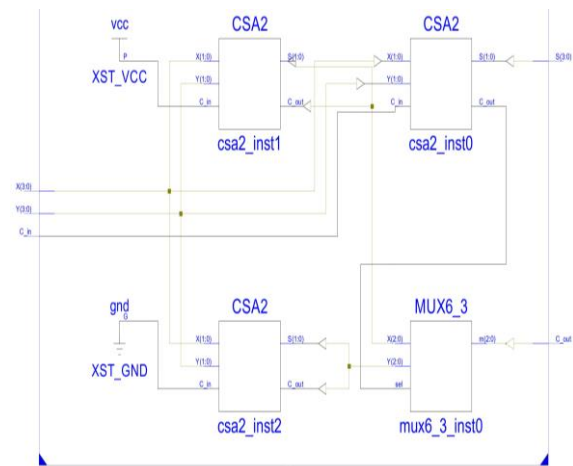 vcc
P
XST_VCC
CSA2
X(1:0)
S(1:0)
Y(1:0)
C_in
C_out
csa2_inst1
CSA2
X(1:0)
S(1:0)
Y(1:0)
C_in
C_out
csa2_inst0
S(3:0)
X(3:0)
Y(3:0)
C_in
gnd
G
XST_GND
CSA2
X(1:0)
S(1:0)
Y(1:0)
C_in
C_out
csa2_inst2
MUX6_3
X(2:0)
m(2:0)
Y(2:0)
sel
mux6_3_inst0
C_out